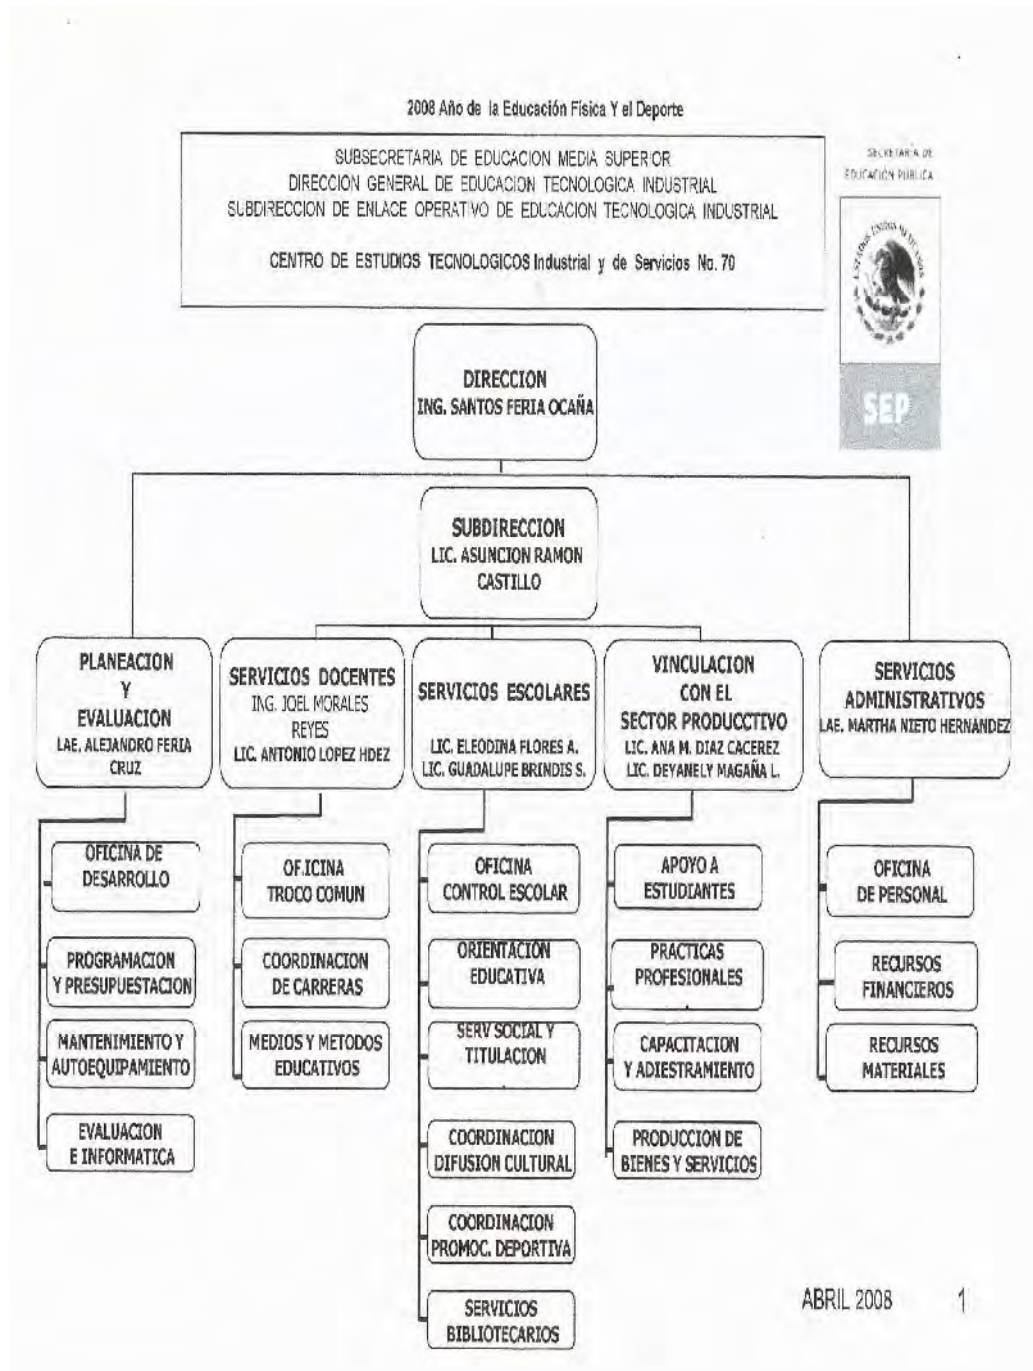 2008 Año de la Educación Física Y el Deporte
SUBSECRETARIA DE EDUCACION MEDIA SUPERIOR
DIRECCION GENERAL DE EDUCACION TECNOLOGICA INDUSTRIAL
SUBDIRECCION DE ENLACE OPERATIVO DE EDUCACION TECNOLOGICA INDUSTRIAL
CENTRO DE ESTUDIOS TECNOLOGICOS Industrial y de Servicios No. 70
SECRETARÍA DE
EDUCACIÓN PÚBLICA
ESTADOS UNIDOS MEXICANOS
SEP
DIRECCION
ING. SANTOS FERIA OCAÑA
SUBDIRECCION
LIC. ASUNCION RAMON
CASTILLO
PLANEACION
Y
EVALUACION
LAE. ALEJANDRO FERIA
CRUZ
SERVICIOS DOCENTES
ING. JOEL MORALES
REYES
LIC. ANTONIO LOPEZ HDEZ
SERVICIOS ESCOLARES
LIC. ELEODINA FLORES A.
LIC. GUADALUPE BRINDIS S.
VINCULACION
CON EL
SECTOR PRODUCCTIVO
LIC. ANA M. DIAZ CACEREZ
LIC. DEYANELY MAGAÑA L.
SERVICIOS
ADMINISTRATIVOS
LAE. MARTHA NIETO HERNÁNDEZ
OFICINA DE
DESARROLLO
PROGRAMACION
Y PRESUPUESTACION
MANTENIMIENTO Y
AUTOEQUIPAMIENTO
EVALUACION
E INFORMATICA
OF.ICINA
TROCO COMUN
COORDINACION
DE CARRERAS
MEDIOS Y METODOS
EDUCATIVOS
OFICINA
CONTROL ESCOLAR
ORIENTACION
EDUCATIVA
SERV SOCIAL Y
TITULACION
COORDINACION
DIFUSION CULTURAL
COORDINACION
PROMOC. DEPORTIVA
SERVICIOS
BIBLIOTECARIOS
APOYO A
ESTUDIANTES
PRACTICAS
PROFESIONALES
CAPACITACION
Y ADIESTRAMIENTO
PRODUCCION DE
BIENES Y SERVICIOS
OFICINA
DE PERSONAL
RECURSOS
FINANCIEROS
RECURSOS
MATERIALES
ABRIL 2008 1